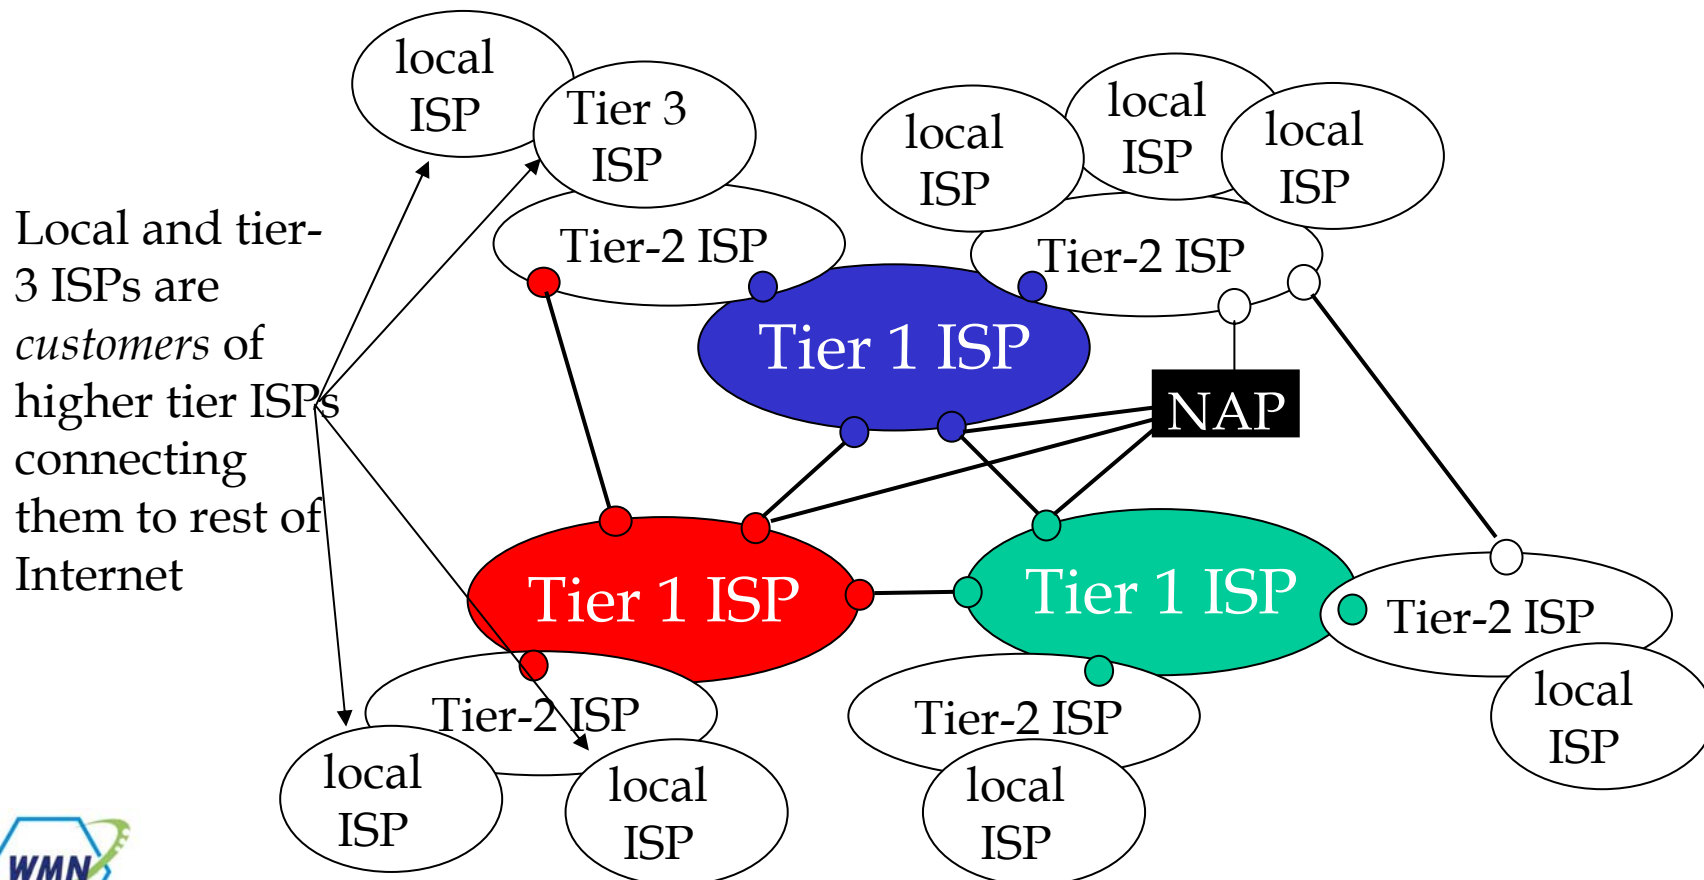 local
ISP
Tier 3
ISP
local
ISP
local
ISP
local
ISP
Local and tier-
3 ISPs are
customers of
higher tier ISPs
connecting
them to rest of
Internet
Tier-2 ISP
Tier-2 ISP
Tier 1 ISP
NAP
Tier 1 ISP
Tier 1 ISP
Tier-2 ISP
Tier-2 ISP
Tier-2 ISP
local
ISP
local
ISP
local
ISP
local
ISP
WMN